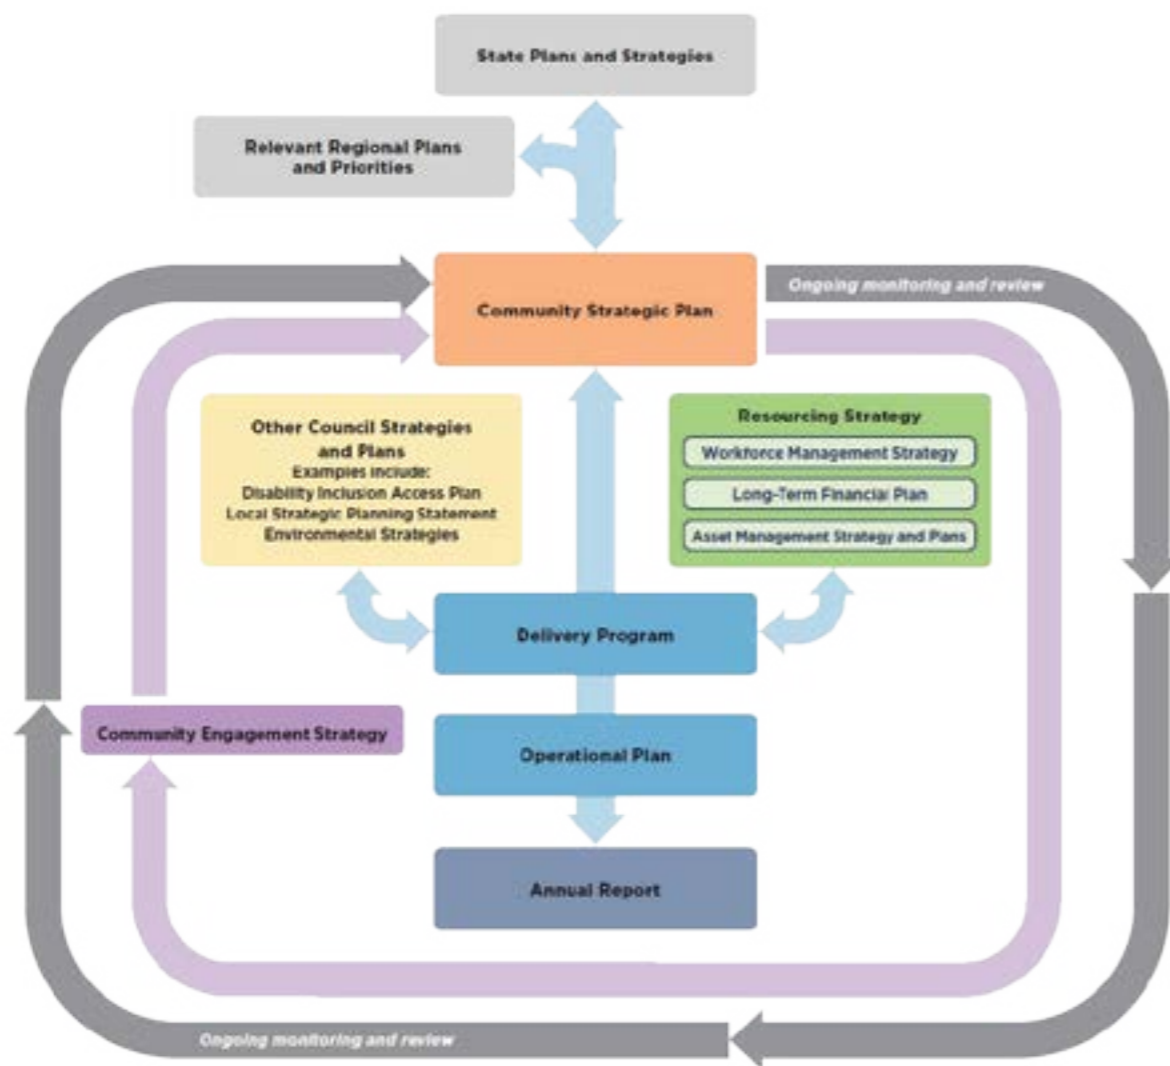 State Plans and Strategies
Relevant Regional Plans
and Priorities
Community Strategic Plan
Ongoing monitoring and review
Other Council Strategies
and Plans
Examples include:
Disability Inclusion Access Plan
Local Strategic Planning Statement
Environmental Strategies
Resourcing Strategy
Workforce Management Strategy
Long-Term Financial Plan
Asset Management Strategy and Plans
Delivery Program
Community Engagement Strategy
Operational Plan
Annual Report
Ongoing monitoring and review